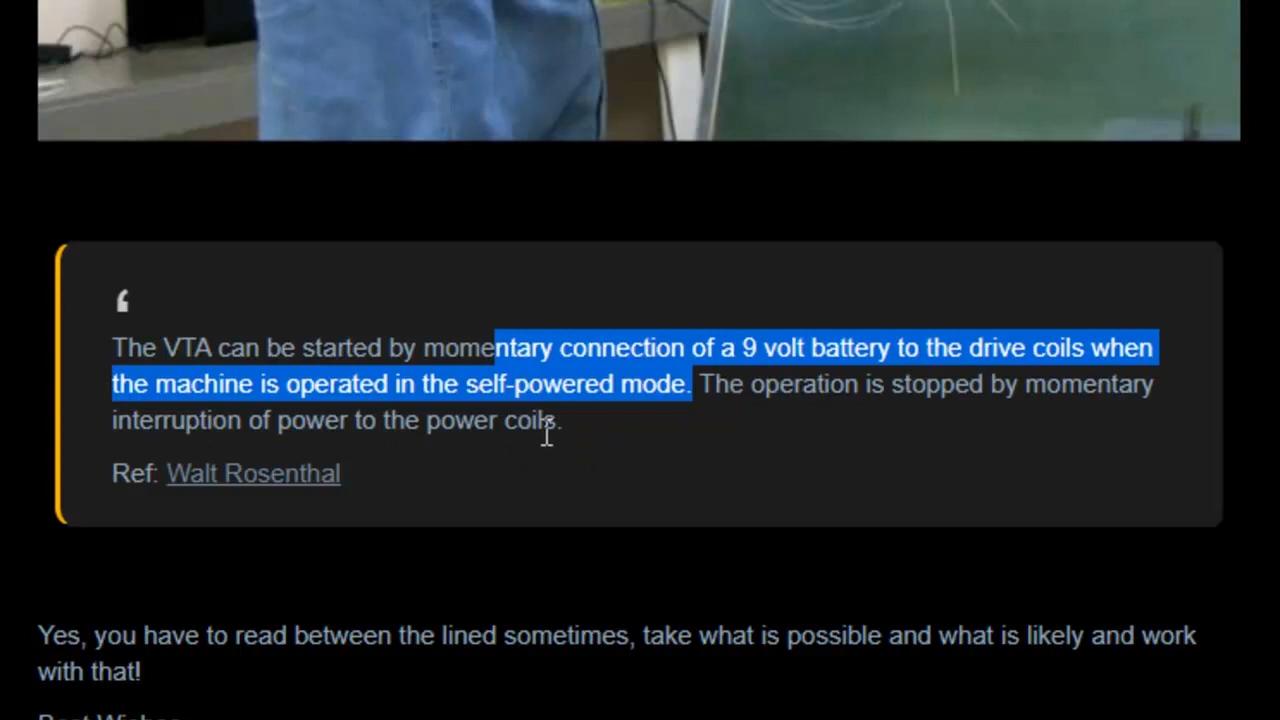 ‘
The VTA can be started by momentary connection of a 9 volt battery to the drive coils when
the machine is operated in the self-powered mode. The operation is stopped by momentary
interruption of power to the power coils.
Ref: Walt Rosenthal
Yes, you have to read between the lined sometimes, take what is possible and what is likely and work
with that!
Best Wishes